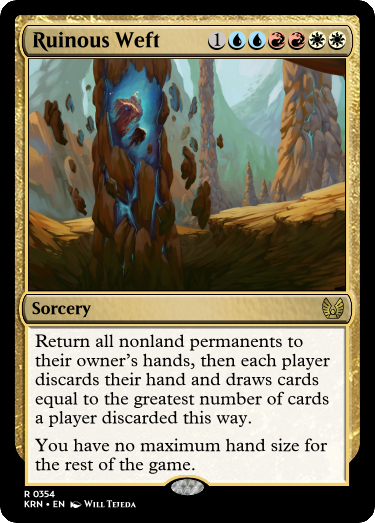 Ruinous Weft 1
Sorcery
Return all nonland permanents to
their owner's hands, then each player
discards their hand and draws cards
equal to the greatest number of cards
a player discarded this way.
You have no maximum hand size for
the rest of the game.
R 0354
KRN • EN WILL TEJEDA